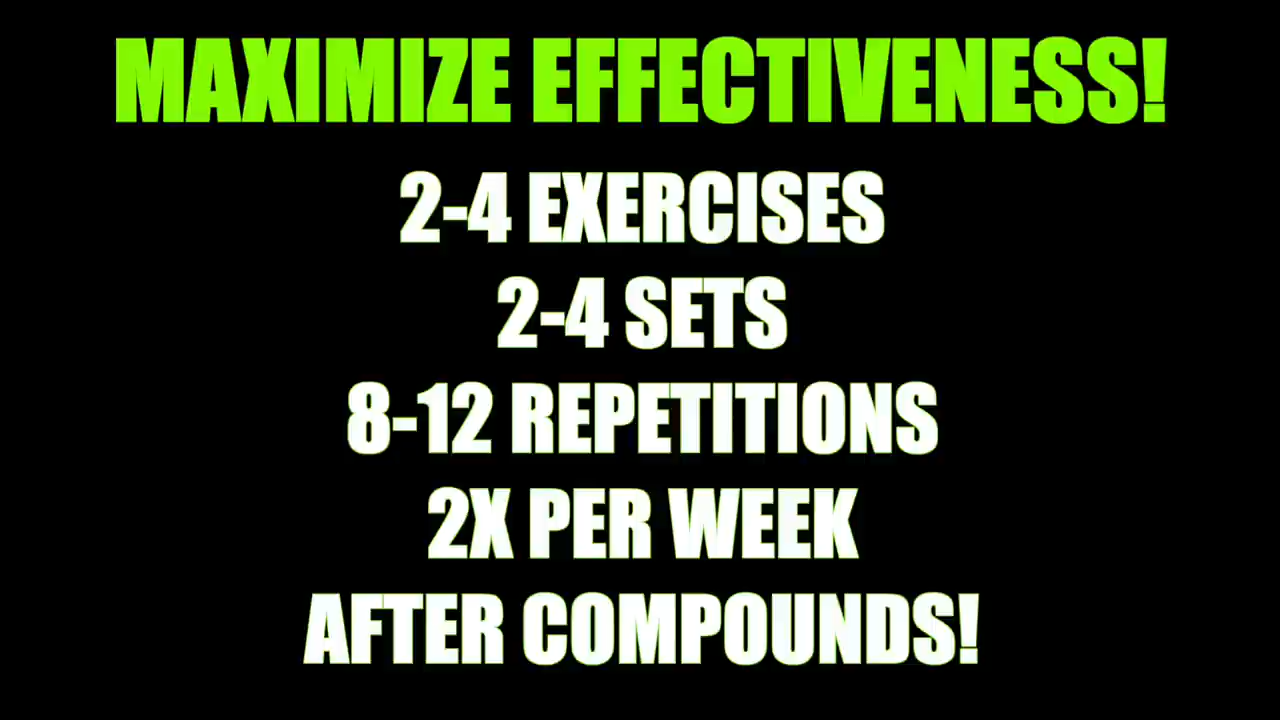 MAXIMIZE EFFECTIVENESS!
2-4 EXERCISES
2-4 SETS
8-12 REPETITIONS
2X PER WEEK
AFTER COMPOUNDS!